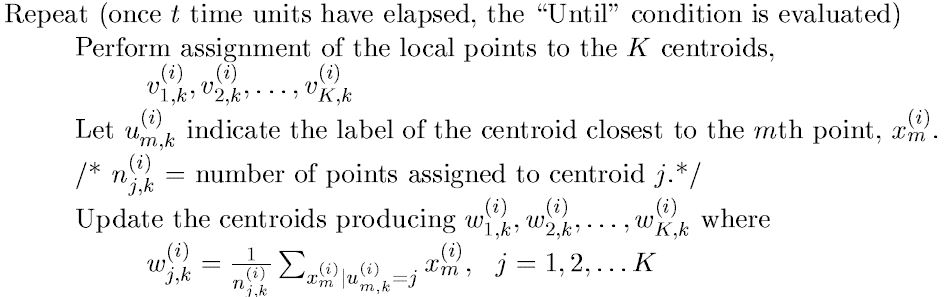 Repeat (once $t$ time units have elapsed, the “Until” condition is evaluated)
Perform assignment of the local points to the $K$ centroids,
$v_{1,k}^{(i)}, v_{2,k}^{(i)}, \ldots, v_{K,k}^{(i)}$
Let $u_{m,k}^{(i)}$ indicate the label of the centroid closest to the $m$th point, $x_m^{(i)}$.
/* $n_{j,k}^{(i)}$ = number of points assigned to centroid $j$.*/
Update the centroids producing $w_{1,k}^{(i)}, w_{2,k}^{(i)}, \ldots, w_{K,k}^{(i)}$ where
$w_{j,k}^{(i)} = \frac{1}{n_{j,k}^{(i)}} \sum_{x_m^{(i)} | u_{m,k}^{(i)} = j} x_m^{(i)}, \quad j = 1, 2, \ldots K$